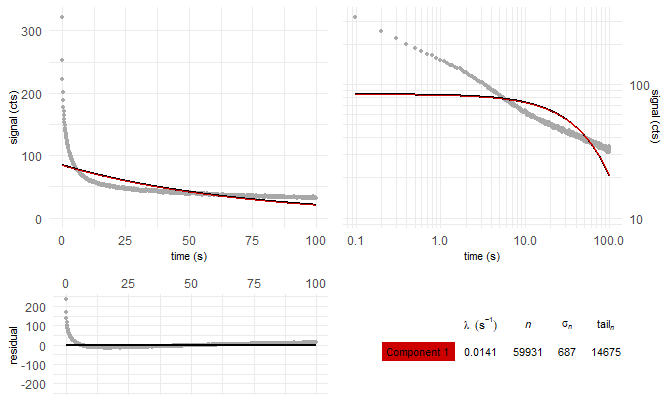 300
200
100
0
signal (cts)
0 25 50 75 100
time (s)
100
10
signal (cts)
0.1 1.0 10.0 100.0
time (s)
0 25 50 75 100
200
100
0
-100
-200
residual
λ (s⁻¹) n σₙ tailₙ
Component 1 0.0141 59931 687 14675